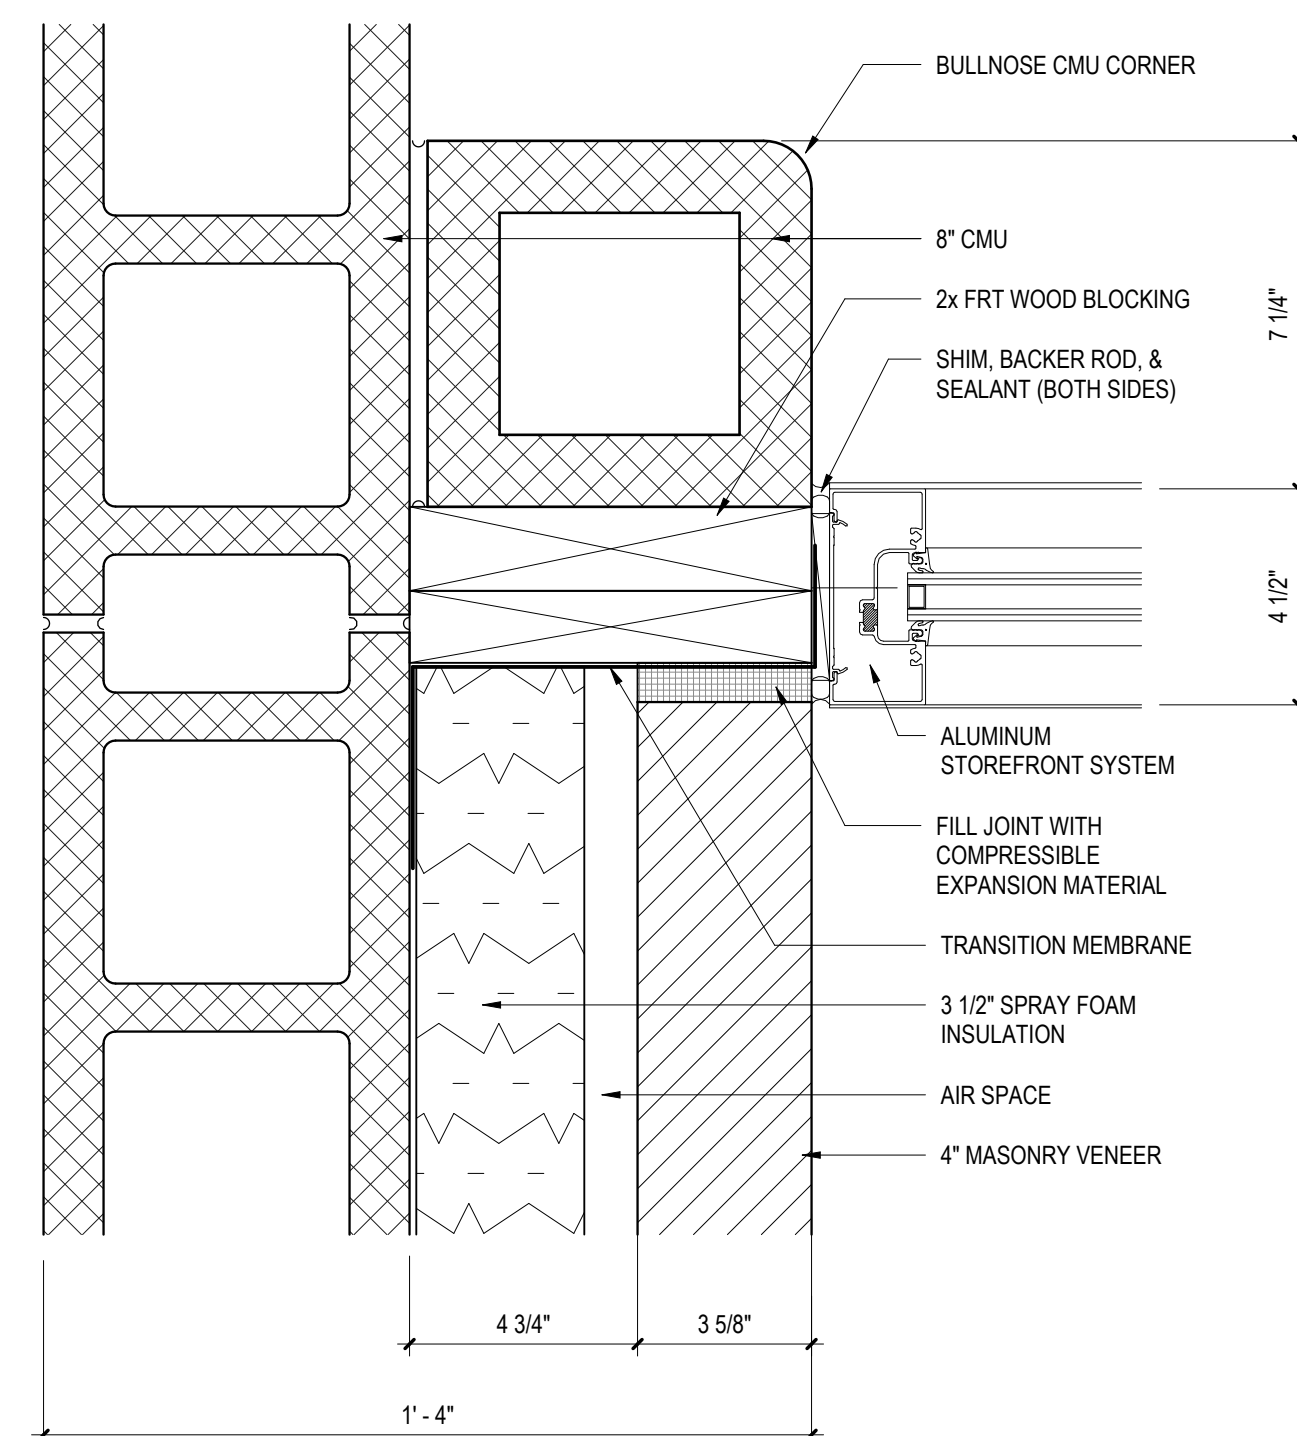 BULLNOSE CMU CORNER
8" CMU
7 1/4"
2x FRT WOOD BLOCKING
SHIM, BACKER ROD, &
SEALANT (BOTH SIDES)
4 1/2"
ALUMINUM
STOREFRONT SYSTEM
FILL JOINT WITH
COMPRESSIBLE
EXPANSION MATERIAL
TRANSITION MEMBRANE
3 1/2" SPRAY FOAM
INSULATION
AIR SPACE
4" MASONRY VENEER
4 3/4"
3 5/8"
1' - 4"